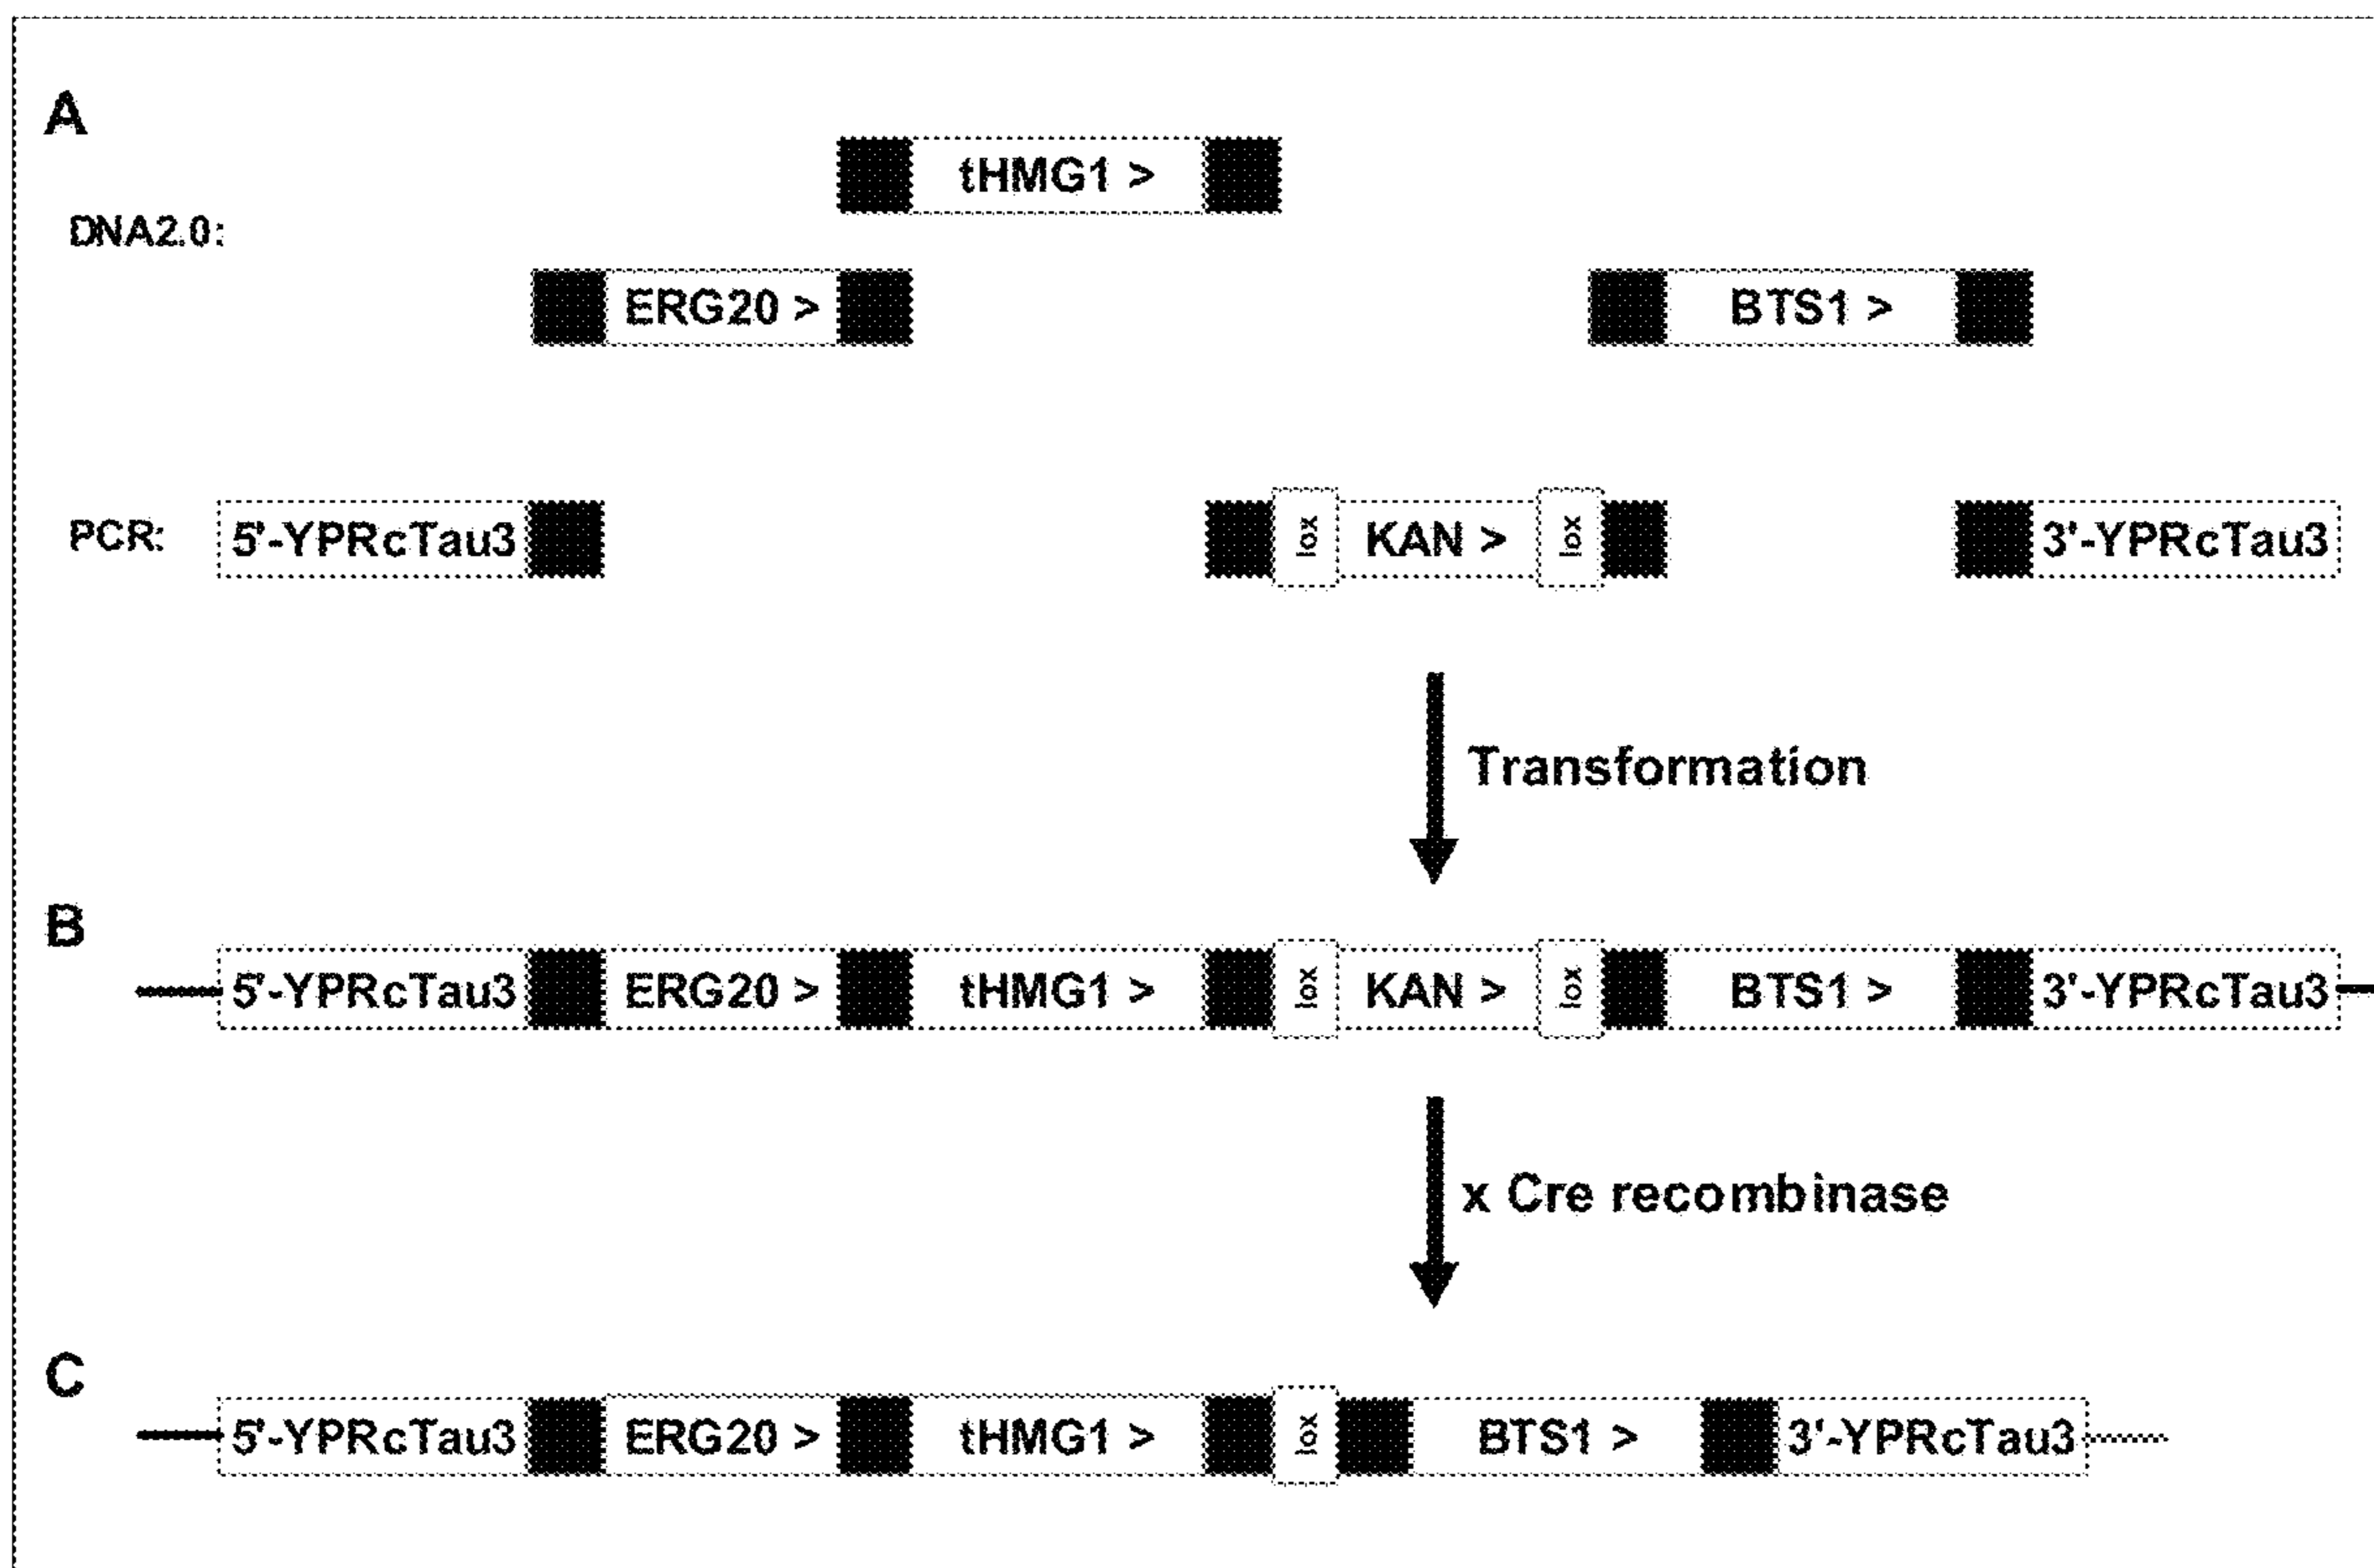 A
tHMG1 >
DNA2.0:
ERG20 > BTS1 >
PCR: 5'-YPRcTau3 lox KAN > lox 3'-YPRcTau3
Transformation
B
5'-YPRcTau3 ERG20 > tHMG1 > lox KAN > lox BTS1 > 3'-YPRcTau3
x Cre recombinase
C
5'-YPRcTau3 ERG20 > tHMG1 > lox BTS1 > 3'-YPRcTau3